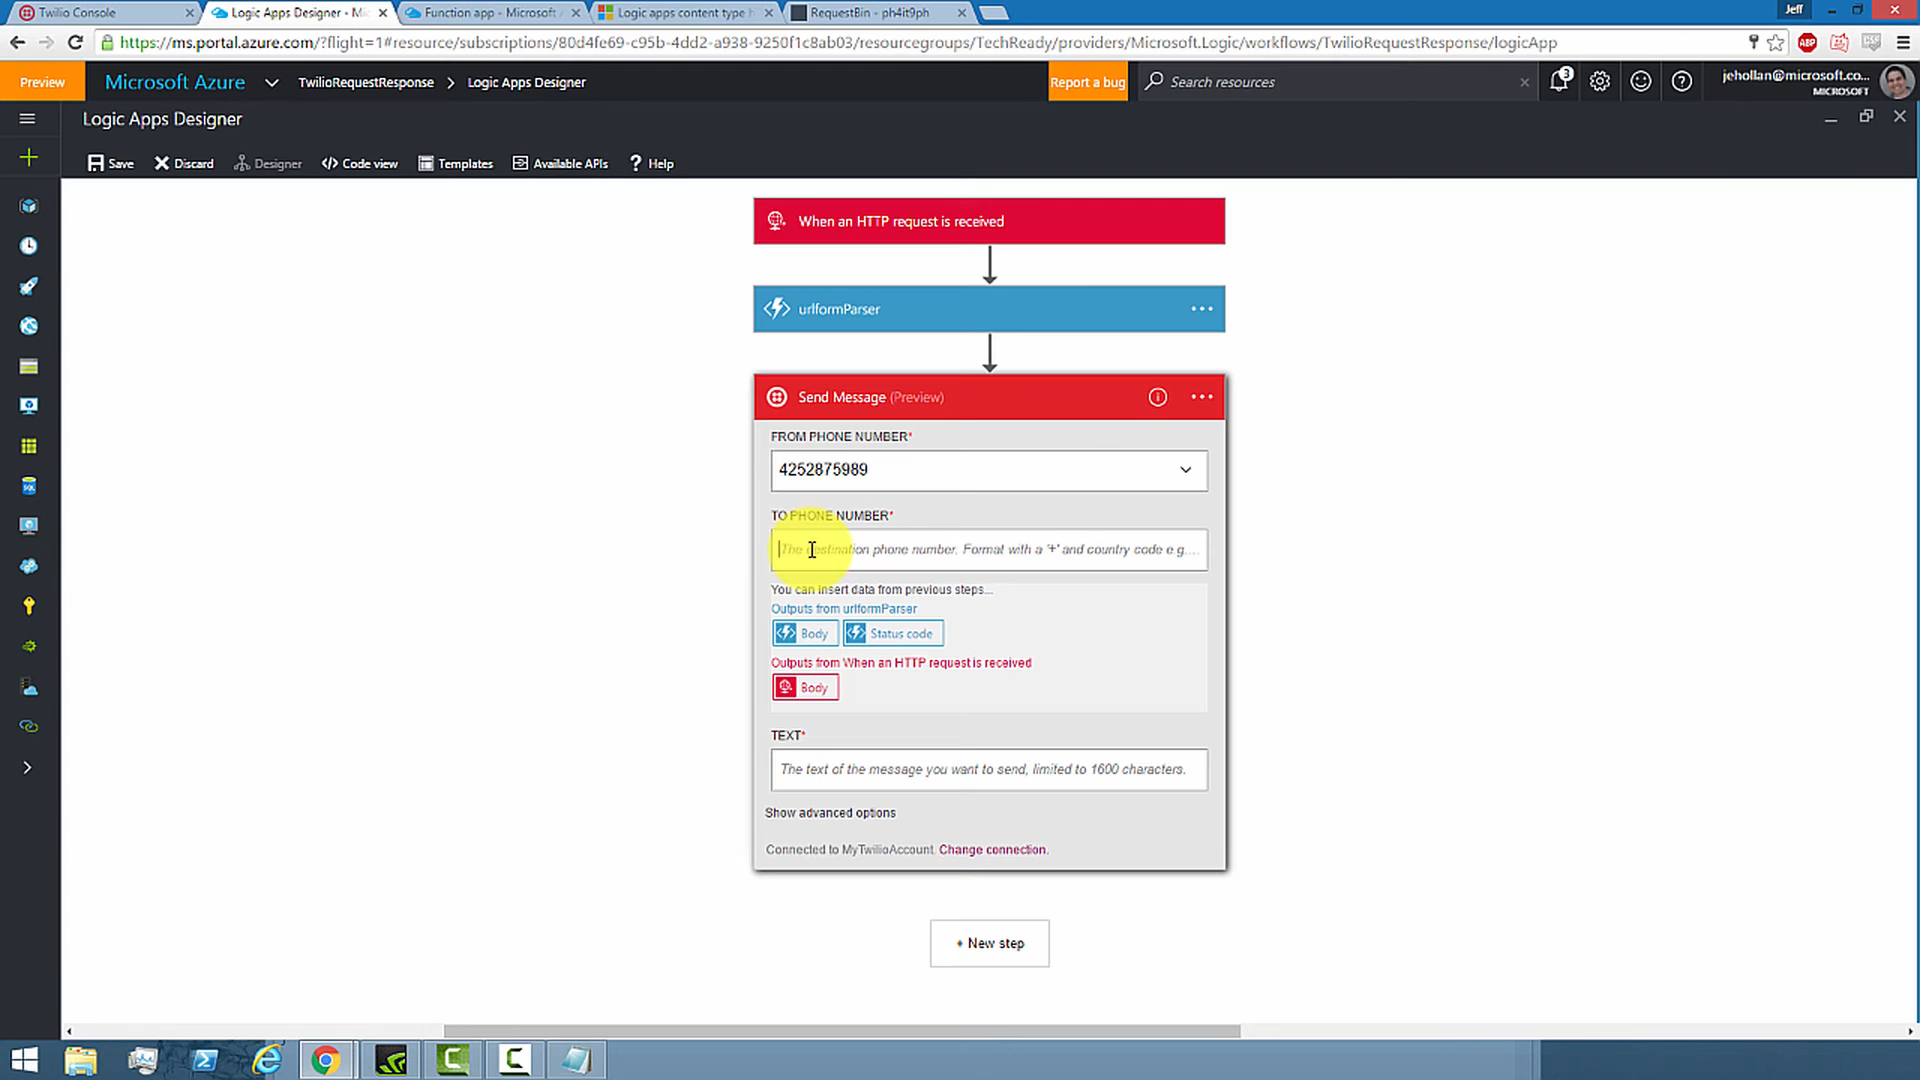 Twilio Console
Logic Apps Designer - Mi
Function app - Microsoft A
Logic apps content type h
RequestBin - ph4it9ph
Jeff
https://ms.portal.azure.com/?flight=1#resource/subscriptions/80d4fe69-c95b-4dd2-a938-9250f1c8ab03/resourcegroups/TechReady/providers/Microsoft.Logic/workflows/TwilioRequestResponse/logicApp
ABP
Preview
Microsoft Azure
TwilioRequestResponse > Logic Apps Designer
Report a bug
Search resources
3
jehollan@microsoft.co...
MICROSOFT
Logic Apps Designer
Save
Discard
Designer
Code view
Templates
Available APIs
? Help
When an HTTP request is received
urlformParser
Send Message (Preview)
FROM PHONE NUMBER*
4252875989
TO PHONE NUMBER*
The destination phone number. Format with a '+' and country code e.g....
You can insert data from previous steps...
Outputs from urlformParser
Body
Status code
Outputs from When an HTTP request is received
Body
TEXT*
The text of the message you want to send, limited to 1600 characters.
Show advanced options
Connected to MyTwilioAccount. Change connection.
+ New step
SQL